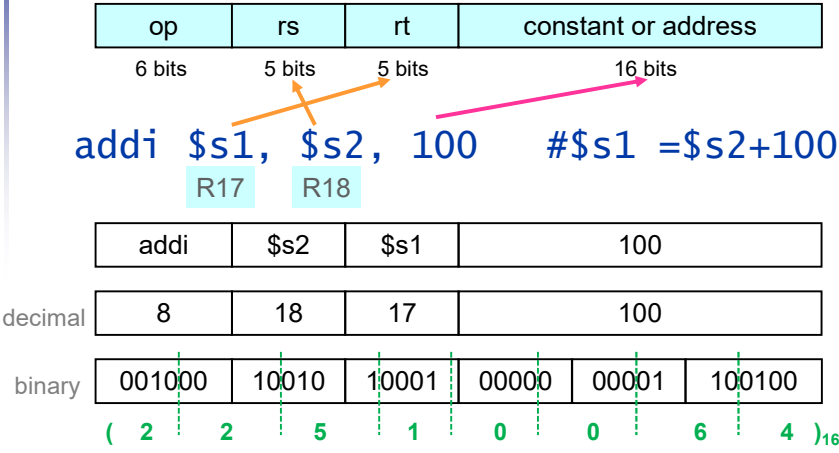 op rs rt constant or address
6 bits 5 bits 5 bits 16 bits
addi $s1, $s2, 100 #$s1 =$s2+100
R17 R18
addi $s2 $s1 100
decimal 8 18 17 100
binary 001000 10010 10001 00000 00001 100100
( 2 2 5 1 0 0 6 4 )16